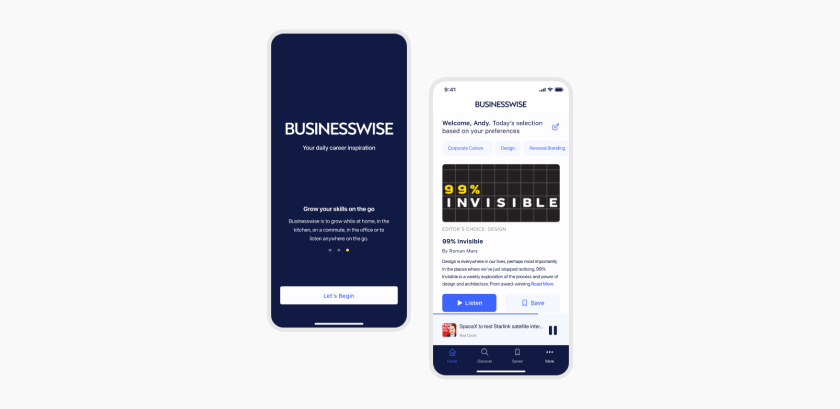 BUSINESSWISE
Your daily career inspiration
Grow your skills on the go
Businesswise is to grow while at home, in the
kitchen, on a commute, in the office or to
listen anywhere on the go.
Let's Begin
9:41
BUSINESSWISE
Welcome, Andy. Today's selection
based on your preferences
Corporate Culture Design Personal Branding
99%
INVISIBLE
EDITOR'S CHOICE: DESIGN
99% Invisible
By Roman Mars
Design is everywhere in our lives, perhaps most importantly
in the places where we've just stopped noticing. 99%
Invisible is a weekly exploration of the process and power of
design and architecture. From award-winning Read More
Listen Save
SpaceX to test Starlink satellite inter...
Home Discover Saved More